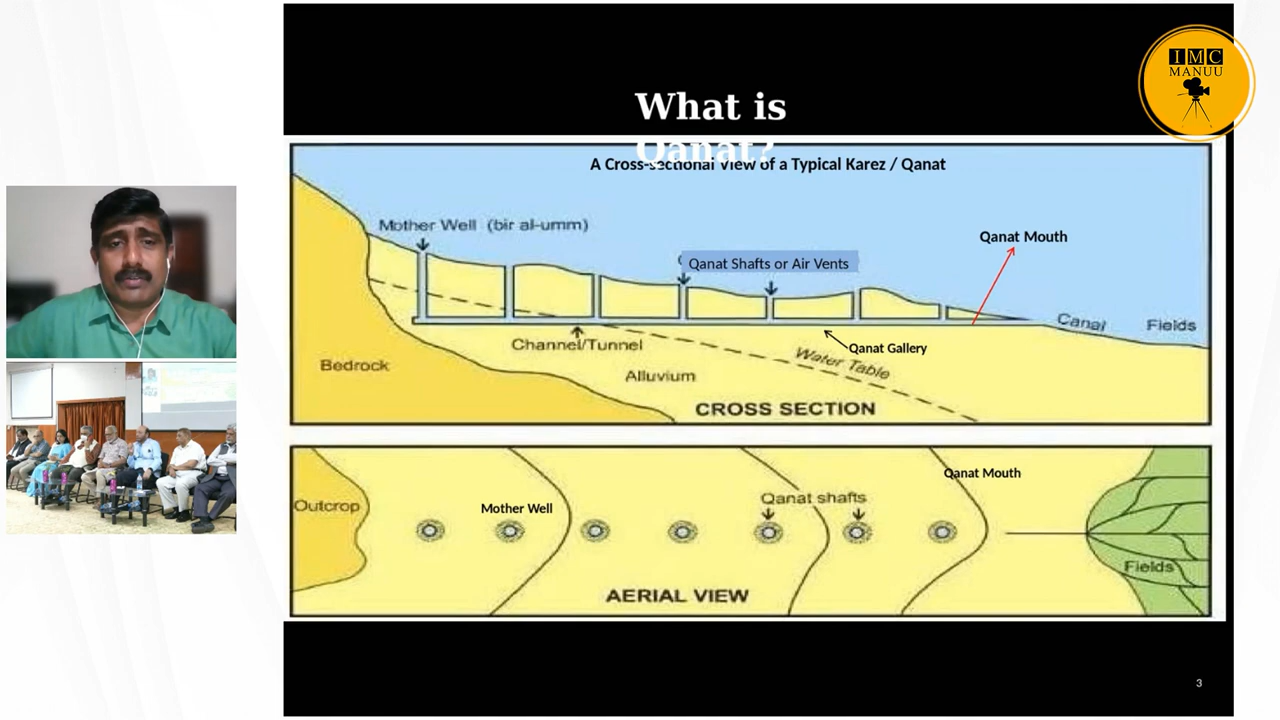 IMC
MANUU
What is
Qanat?
A Cross-sectional View of a Typical Karez / Qanat
Mother Well (bir al-umm)
Qanat Mouth
Qanat Shafts or Air Vents
Canal
Fields
Channel/Tunnel
Qanat Gallery
Water Table
Bedrock
Alluvium
CROSS SECTION
Qanat Mouth
Qanat shafts
Outcrop
Mother Well
Fields
AERIAL VIEW
3